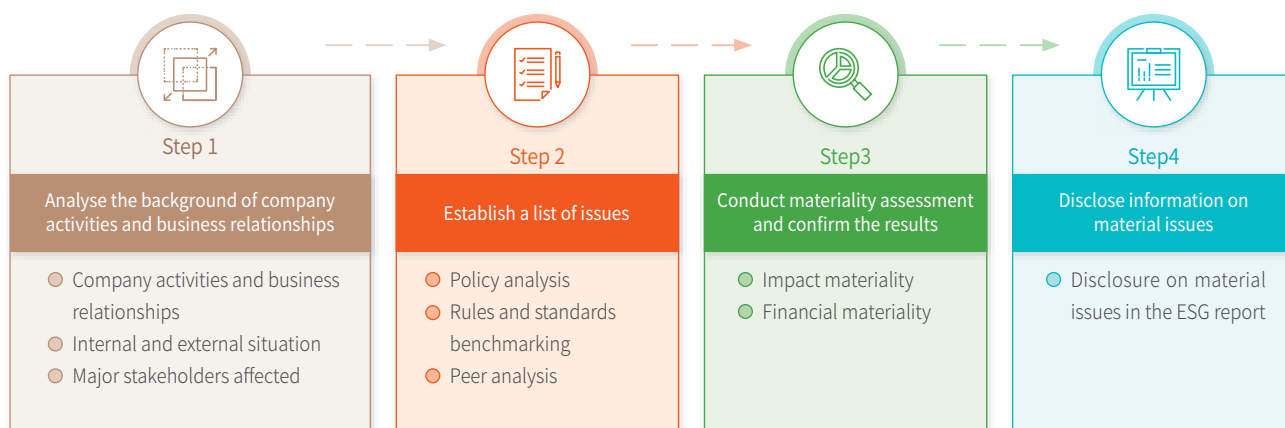 Step 1
Analyse the background of company
activities and business relationships
Company activities and business
relationships
Internal and external situation
Major stakeholders affected
Step 2
Establish a list of issues
Policy analysis
Rules and standards
benchmarking
Peer analysis
Step3
Conduct materiality assessment
and confirm the results
Impact materiality
Financial materiality
Step4
Disclose information on
material issues
Disclosure on material
issues in the ESG report